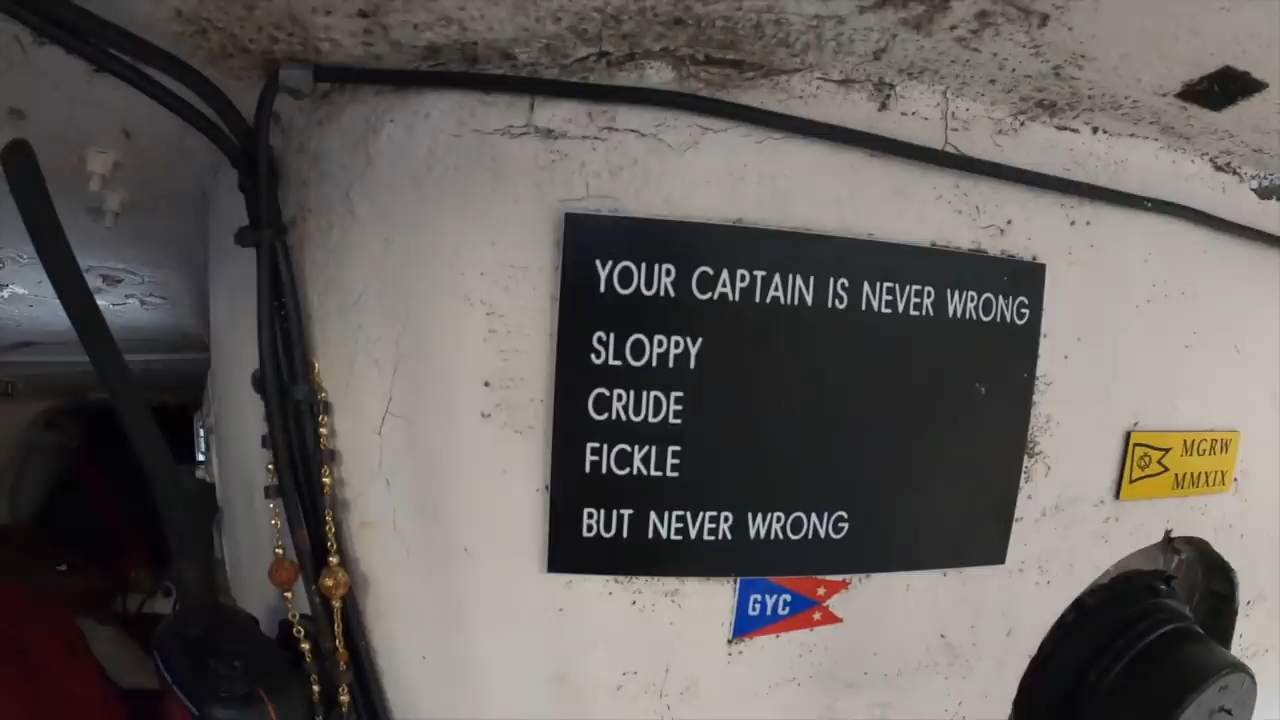 YOUR CAPTAIN IS NEVER WRONG
SLOPPY
CRUDE
FICKLE
BUT NEVER WRONG
GYC
MGRW
MMXIX